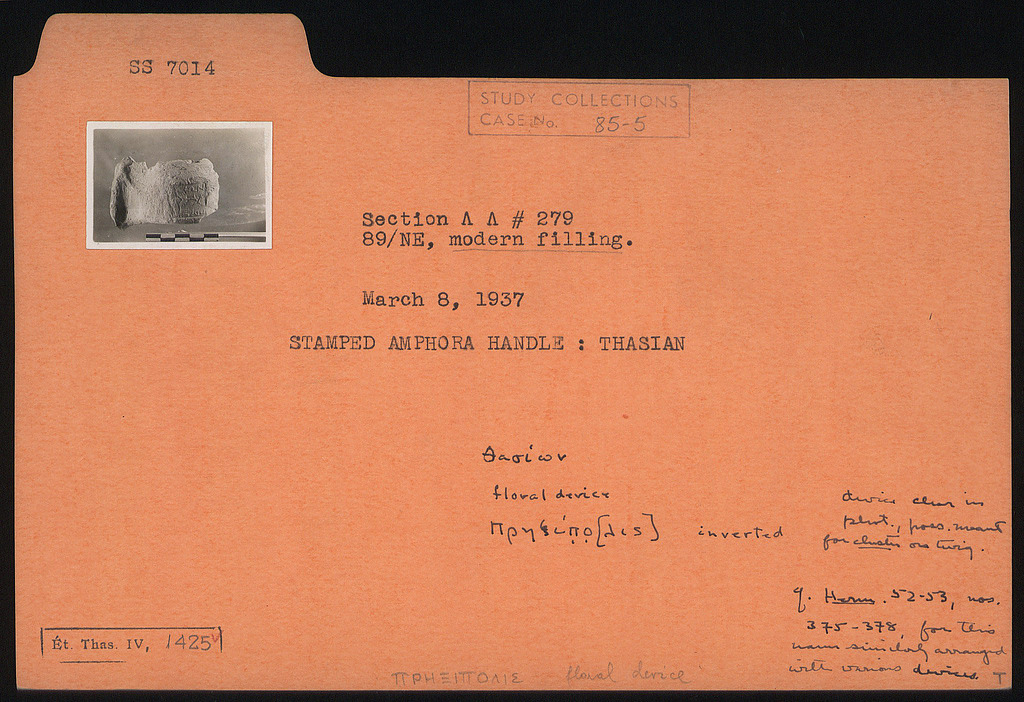 SS 7014
STUDY COLLECTIONS
CASE No. 85-5
Section Λ Λ # 279
89/NE, modern filling.
March 8, 1937
STAMPED AMPHORA HANDLE : THASIAN
Θασίων
floral device
Πρηξίπο[λις] inverted
device clear in
phot., poss. meant
for cluster on twig.
cf. Herm. 52-53, nos.
375-378, for this
name similarly arranged
with various devices. T
Ét. Thas. IV, 1425
ΠΡΗΞΙΠΟΛΙΣ floral device